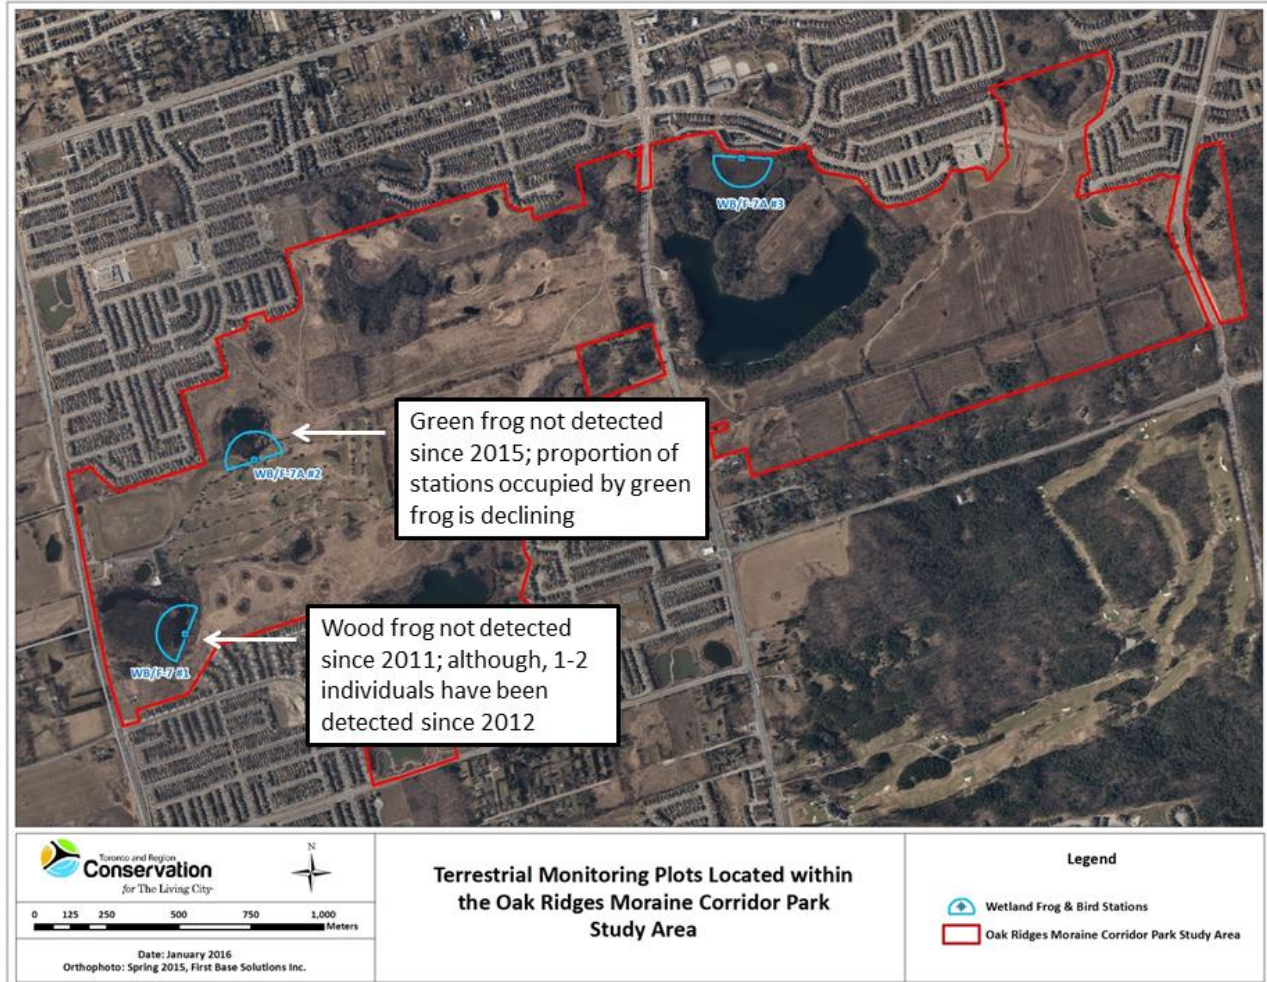 WB/F-7A #3
Green frog not detected
since 2015; proportion of
stations occupied by green
frog is declining
WB/F-7A #2
Wood frog not detected
since 2011; although, 1-2
individuals have been
detected since 2012
WB/F-7 #1
Toronto and Region
Conservation
for The Living City·
N
0 125 250 500 750 1,000
Meters
Date: January 2016
Orthophoto: Spring 2015, First Base Solutions Inc.
Terrestrial Monitoring Plots Located within
the Oak Ridges Moraine Corridor Park
Study Area
Legend
Wetland Frog & Bird Stations
Oak Ridges Moraine Corridor Park Study Area